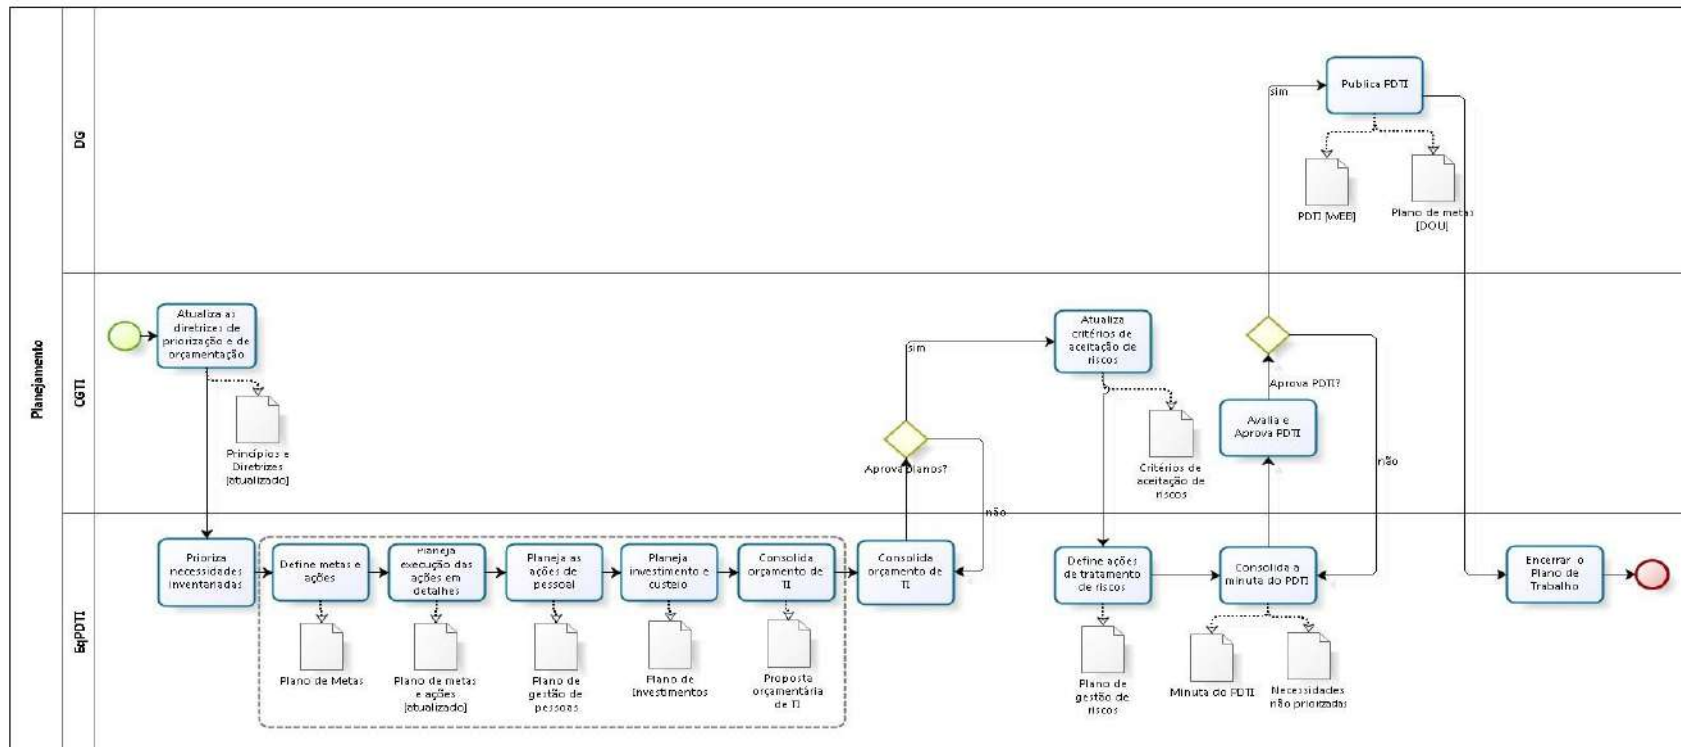 Planejamento
DG
sim
Publica PDTI
PDTI [WEB]
Plano de metas
[DOU]
CGTI
Atualiza as
diretrizes de
priorização e de
orçamentação
Princípios e
Diretrizes
[atualizado]
Aprova planos?
sim
não
Atualiza
critérios de
aceitação de
riscos
Critérios de
aceitação de
riscos
Aprova PDTI?
Avalia e
Aprova PDTI
não
EqPDTI
Prioriza
necessidades
inventariadas
Define metas e
ações
Planeja
execução das
ações em
detalhes
Planeja as
ações de
pessoal
Planeja
investimento e
custeio
Consolida
orçamento de
TI
Consolida
orçamento de
TI
Define ações
de tratamento
de riscos
Consolida a
minuta do PDTI
Encerrar o
Plano de
Trabalho
Plano de Metas
Plano de metas
e ações
[atualizado]
Plano de
gestão de
pessoas
Plano de
Investimentos
Proposta
orçamentária
de TI
Plano de
gestão de
riscos
Minuta do PDTI
Necessidades
não priorizadas